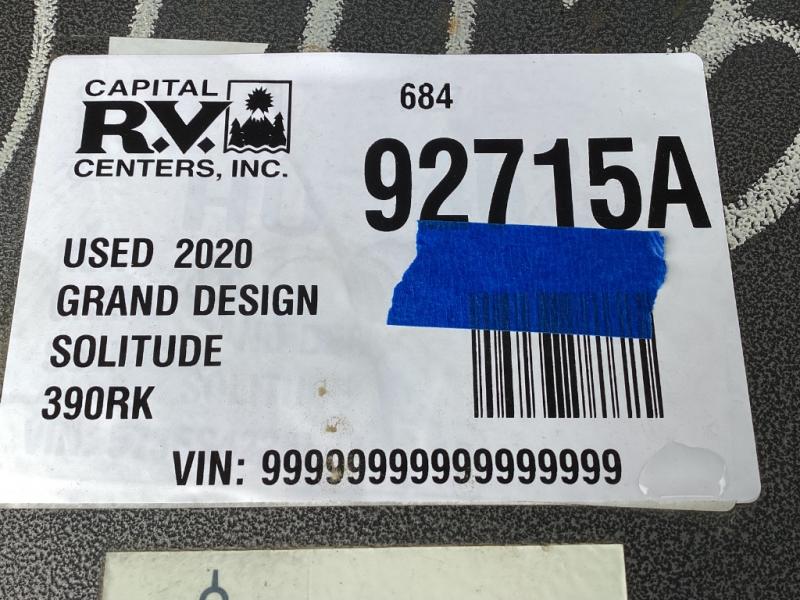 CAPITAL
R.V.
CENTERS, INC.
684
92715A
USED 2020
GRAND DESIGN
SOLITUDE
390RK
VIN: 99999999999999999